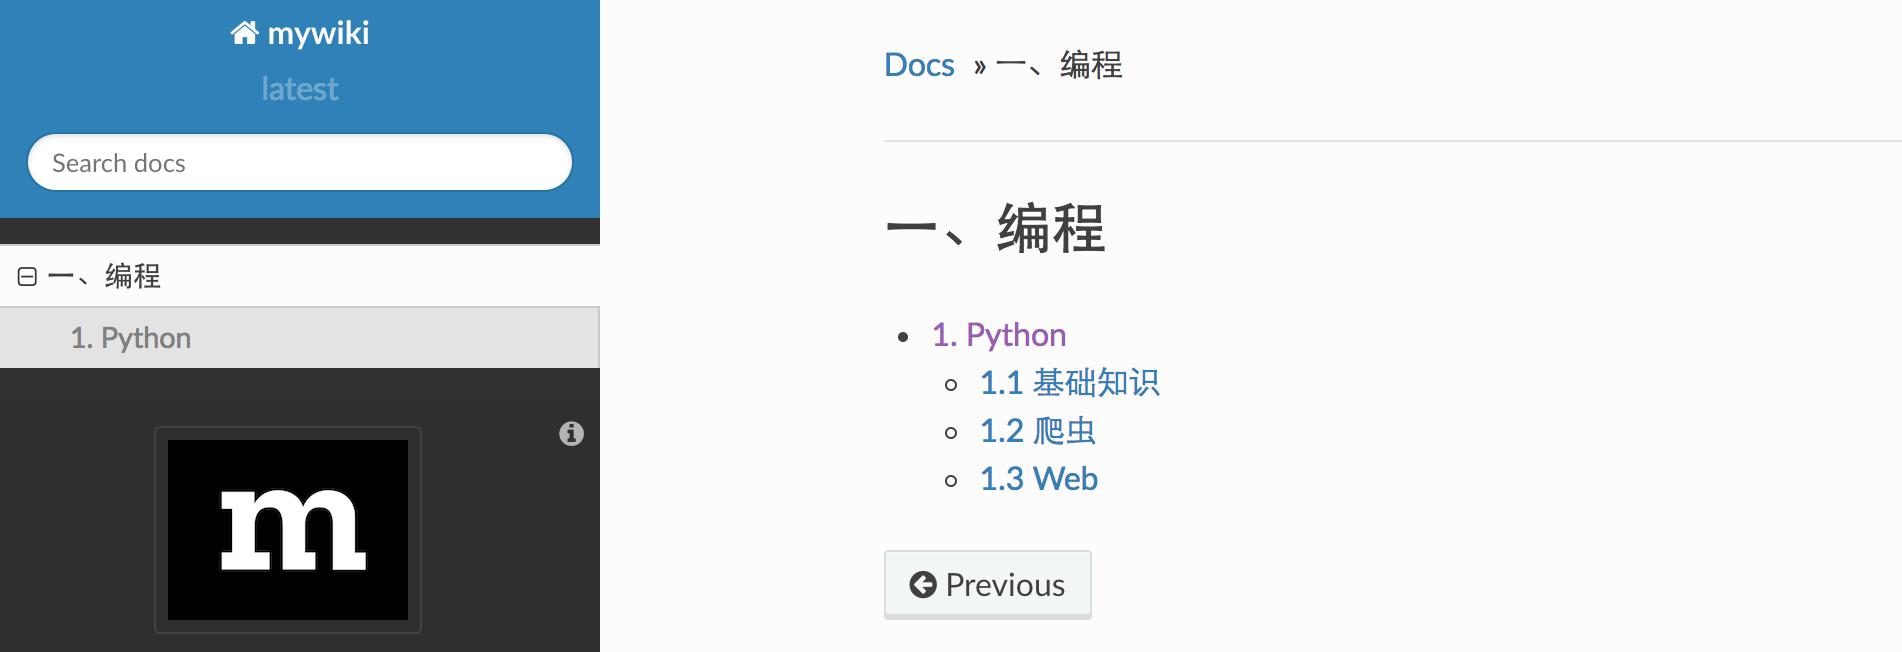 mywiki
latest
Search docs
一、编程
1. Python
m
Docs » 一、编程
一、编程
1. Python
1.1 基础知识
1.2 爬虫
1.3 Web
Previous